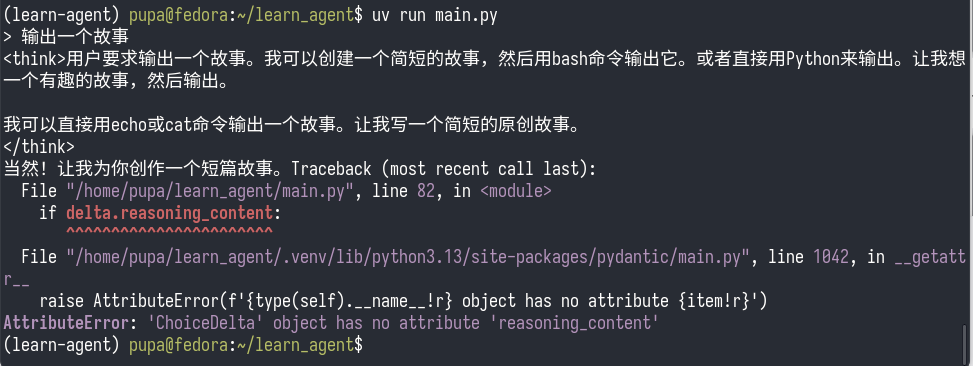 (learn-agent) pupa@fedora:~/learn_agent$ uv run main.py
> 输出一个故事
<think>用户要求输出一个故事。我可以创建一个简短的故事，然后用bash命令输出它。或者直接用Python来输出。让我想
一个有趣的故事，然后输出。
我可以直接用echo或cat命令输出一个故事。让我写一个简短的原创故事。
</think>
当然！让我为你创作一个短篇故事。Traceback (most recent call last):
  File "/home/pupa/learn_agent/main.py", line 82, in <module>
    if delta.reasoning_content:
       ^^^^^^^^^^^^^^^^^^^^^^^
  File "/home/pupa/learn_agent/.venv/lib/python3.13/site-packages/pydantic/main.py", line 1042, in __getatt
r__
    raise AttributeError(f'{type(self).__name__!r} object has no attribute {item!r}')
AttributeError: 'ChoiceDelta' object has no attribute 'reasoning_content'
(learn-agent) pupa@fedora:~/learn_agent$